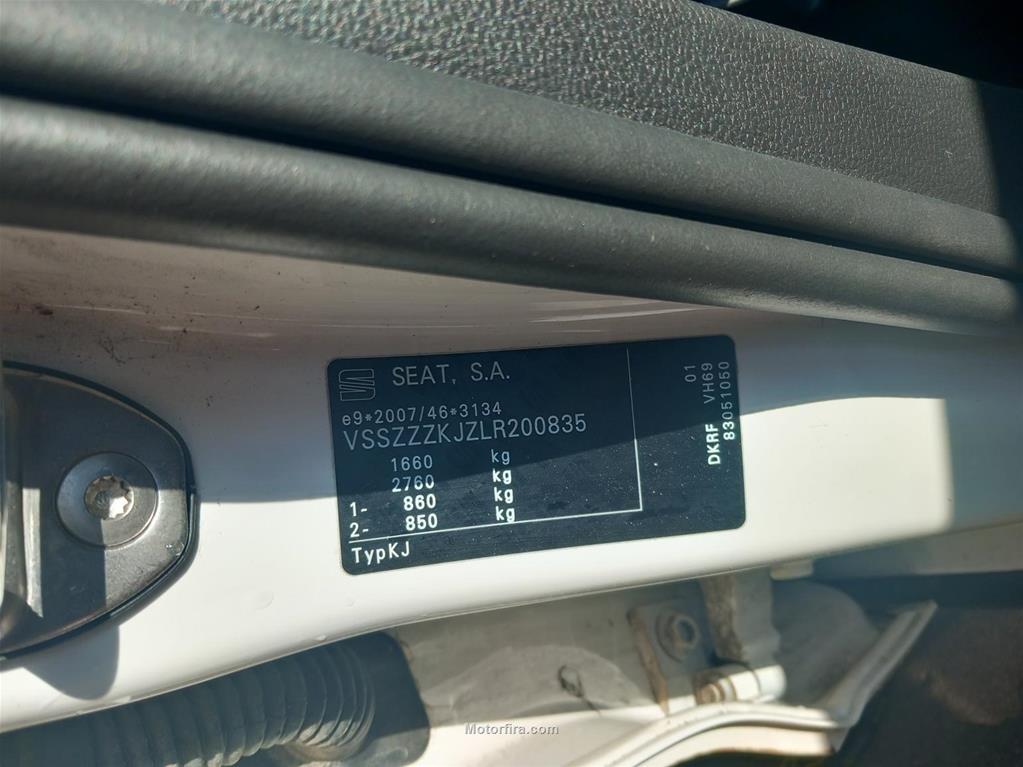 SEAT, S.A.
e9*2007/46*3134
VSSZZZKJZLR200835
1660 kg
2760 kg
1- 860 kg
2- 850 kg
TypKJ
01
DKRF VH69
83051050
Motorfira.com